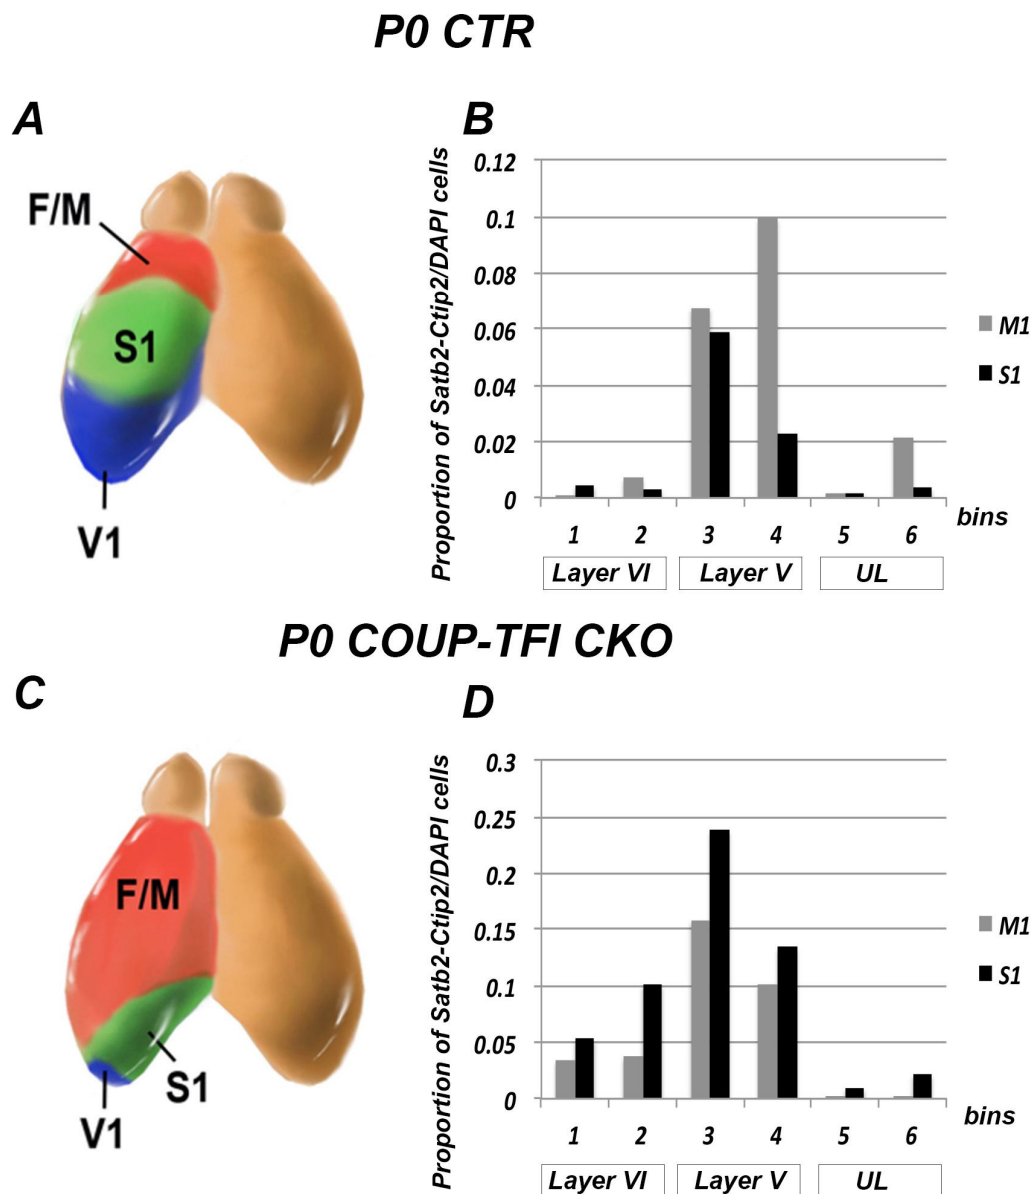 P0 CTR
A
F/M
S1
V1
B
Proportion of Satb2-Ctip2/DAPI cells
0.12
0.1
0.08
0.06
0.04
0.02
0
1 2 3 4 5 6 bins
Layer VI Layer V UL
M1
S1
P0 COUP-TFI CKO
C
F/M
S1
V1
D
Proportion of Satb2-Ctip2/DAPI cells
0.3
0.25
0.2
0.15
0.1
0.05
0
1 2 3 4 5 6 bins
Layer VI Layer V UL
M1
S1